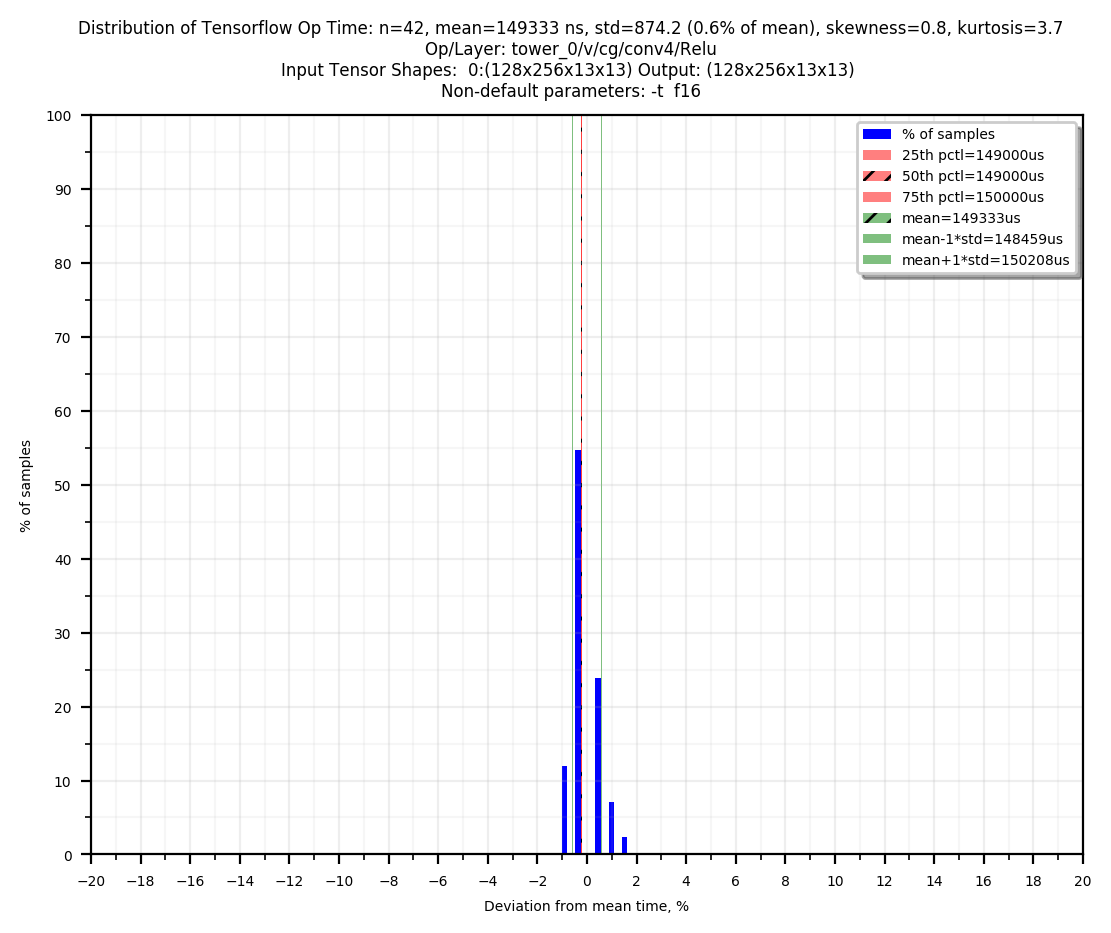 Distribution of Tensorflow Op Time: n=42, mean=149333 ns, std=874.2 (0.6% of mean), skewness=0.8, kurtosis=3.7
Op/Layer: tower_0/v/cg/conv4/Relu
Input Tensor Shapes:  0:(128x256x13x13) Output: (128x256x13x13)
Non-default parameters: -t  f16
% of samples
25th pctl=149000us
50th pctl=149000us
75th pctl=150000us
mean=149333us
mean-1*std=148459us
mean+1*std=150208us
100
90
80
70
60
50
40
30
20
10
0
% of samples
−20 −18 −16 −14 −12 −10 −8 −6 −4 −2 0 2 4 6 8 10 12 14 16 18 20
Deviation from mean time, %